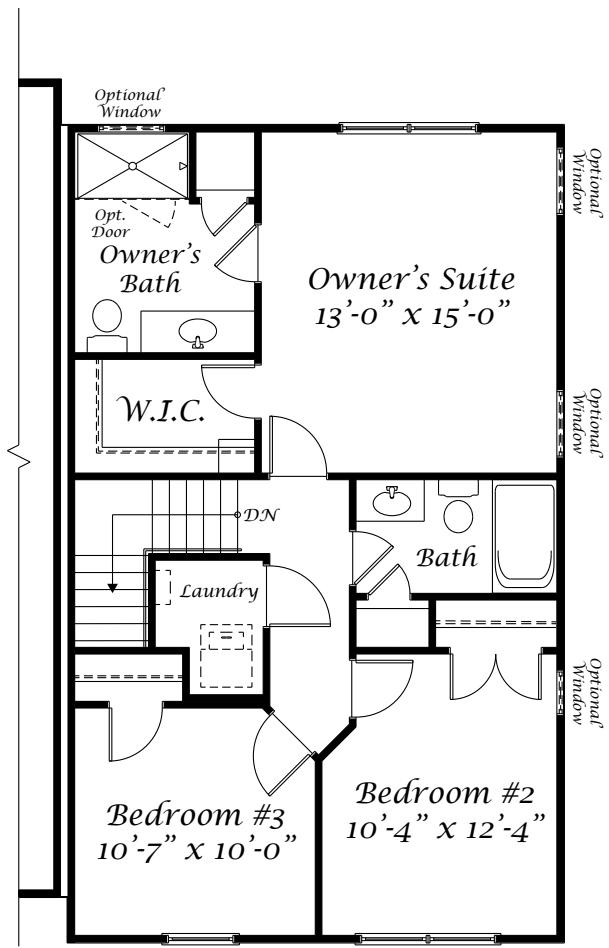 Optional
Window
Optional
Window
Opt.
Door
Owner's
Bath
Owner's Suite
13'-0" x 15'-0"
W.I.C.
Optional
Window
DN
Bath
Laundry
Optional
Window
Bedroom #2
10'-4" x 12'-4"
Bedroom #3
10'-7" x 10'-0"